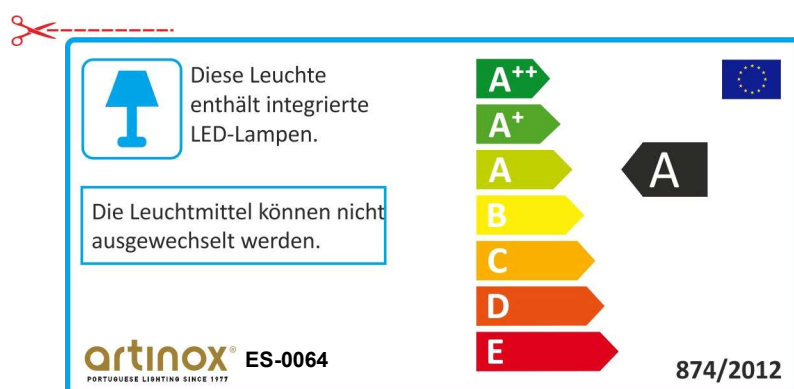 Diese Leuchte
enthält integrierte
LED-Lampen.
Die Leuchtmittel können nicht
ausgewechselt werden.
artinox® ES-0064
PORTUGUESE LIGHTING SINCE 1977
A++
A+
A
B
C
D
E
A
874/2012